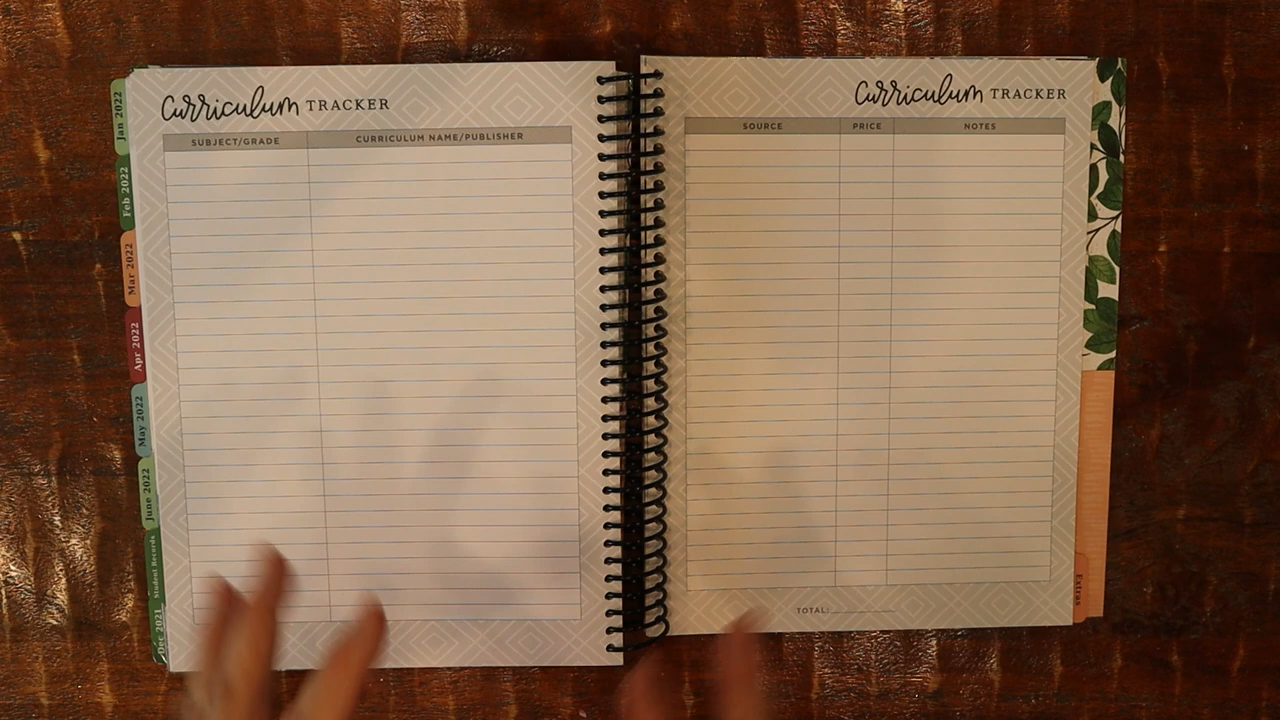 Curriculum TRACKER
SUBJECT/GRADE CURRICULUM NAME/PUBLISHER
Jan 2022
Feb 2022
Mar 2022
Apr 2022
May 2022
June 2022
Student Records
Dec 2021
Curriculum TRACKER
SOURCE PRICE NOTES
TOTAL:
Extras